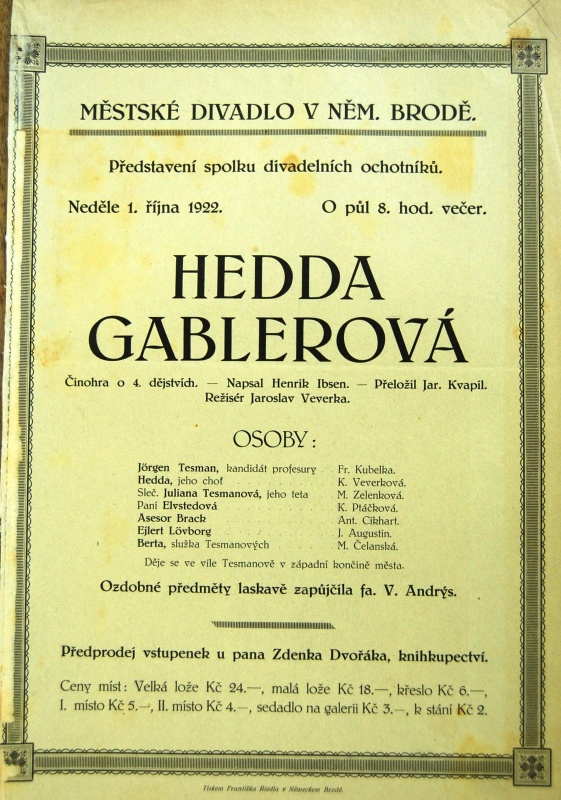 MĚSTSKÉ DIVADLO V NĚM. BRODĚ.
Představení spolku divadelních ochotníků.
Neděle 1. října 1922. O půl 8. hod. večer.
HEDDA
GABLEROVÁ
Činohra o 4. dějstvích. — Napsal Henrik Ibsen. — Přeložil Jar. Kvapil.
Režisér Jaroslav Veverka.
OSOBY:
Jörgen Tesman, kandidát profesury . Fr. Kubelka.
Hedda, jeho choť . . . . . . . . K. Veverková.
Sleč. Juliana Tesmanová, jeho teta M. Zelenková.
Paní Elvstedová . . . . . . . . K. Ptáčková.
Asesor Brack . . . . . . . . Ant. Cikhart.
Ejlert Lövborg . . . . . . . . J. Augustin.
Berta, služka Tesmanových . . . . M. Čelanská.
Děje se ve vile Tesmanově v západní končině města.
Ozdobné předměty laskavě zapůjčila fa. V. Andrýs.
Předprodej vstupenek u pana Zdenka Dvořáka, knihkupectví.
Ceny míst: Velká lože Kč 24.—, malá lože Kč 18.—, křeslo Kč 6.—,
I. místo Kč 5.—, II. místo Kč 4.—, sedadlo na galerii Kč 3.—, k stání Kč 2.
Tiskem Františka Riedla v Německem Brodě.